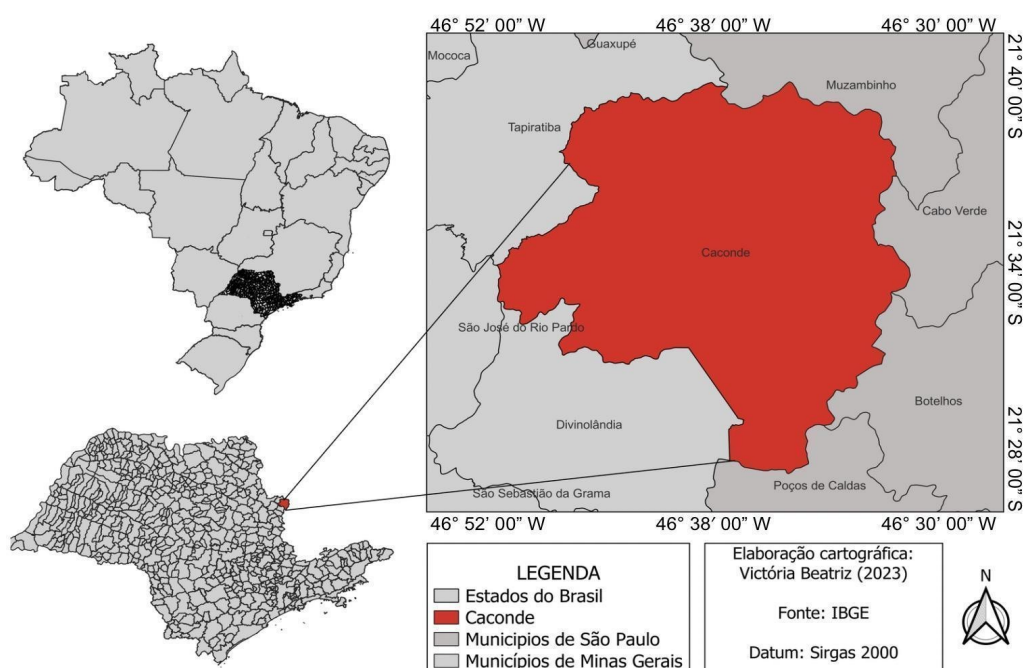 46° 52' 00” W
46° 38' 00” W
46° 30' 00” W
Mococa
Guaxupé
Muzambinho
21° 40' 00” S
Tapiratiba
Cabo Verde
Caconde
21° 34' 00” S
São José do Rio Pardo
Botelhos
Divinolândia
21° 28' 00” S
Poços de Caldas
São Sebastião da Grama
46° 52' 00” W
46° 38' 00” W
46° 30' 00” W
LEGENDA
Estados do Brasil
Caconde
Municipios de São Paulo
Municípios de Minas Gerais
Elaboração cartográfica:
Victória Beatriz (2023)
Fonte: IBGE
Datum: Sirgas 2000
N